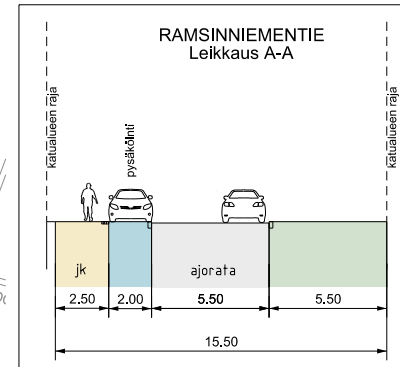 RAMSINNIEMENTIE
Leikkaus A-A
katualueen raja
pysäköinti
katualueen raja
jk
ajorata
2.50 2.00 5.50 5.50
15.50